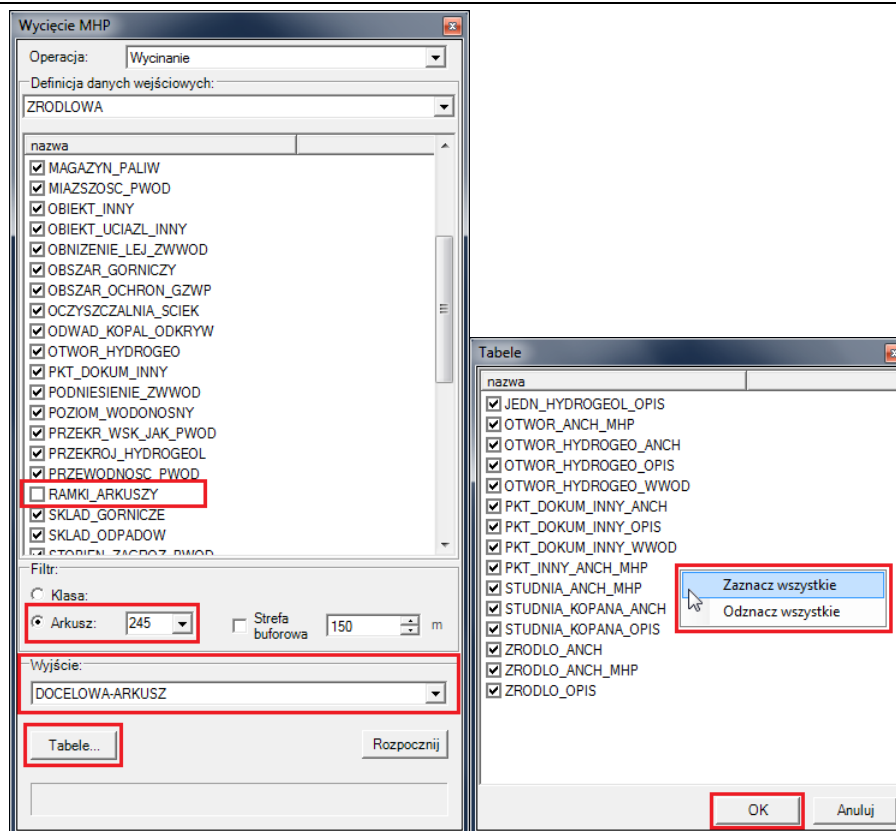 Wycięcie MHP
Operacja: Wycinanie
Definicja danych wejściowych:
ZRODLOWA
nazwa
MAGAZYN_PALIW
MIAZSZOSC_PWOD
OBIEKT_INNY
OBIEKT_UCIAZL_INNY
OBNIZENIE_LEJ_ZWWOD
OBSZAR_GORNICZY
OBSZAR_OCHRON_GZWP
OCZYSZCZALNIA_SCIEK
ODWAD_KOPAL_ODKRYW
OTWOR_HYDROGEO
PKT_DOKUM_INNY
PODNIESIENIE_ZWWOD
POZIOM_WODONOSNY
PRZEKR_WSK_JAK_PWOD
PRZEKROJ_HYDROGEOL
PRZEWODNOSC_PWOD
RAMKI_ARKUSZY
SKLAD_GORNICZE
SKLAD_ODPADOW
STOPIEN_ZAGROZ_PWOD
Filtr:
Klasa:
Arkusz: 245 Strefa buforowa 150 m
Wyjście:
DOCELOWA-ARKUSZ
Tabele... Rozpocznij
Tabele
nazwa
JEDN_HYDROGEOL_OPIS
OTWOR_ANCH_MHP
OTWOR_HYDROGEO_ANCH
OTWOR_HYDROGEO_OPIS
OTWOR_HYDROGEO_WWOD
PKT_DOKUM_INNY_ANCH
PKT_DOKUM_INNY_OPIS
PKT_DOKUM_INNY_WWOD
PKT_INNY_ANCH_MHP
STUDNIA_ANCH_MHP
STUDNIA_KOPANA_ANCH
STUDNIA_KOPANA_OPIS
ZRODLO_ANCH
ZRODLO_ANCH_MHP
ZRODLO_OPIS
Zaznacz wszystkie
Odznacz wszystkie
OK Anuluj